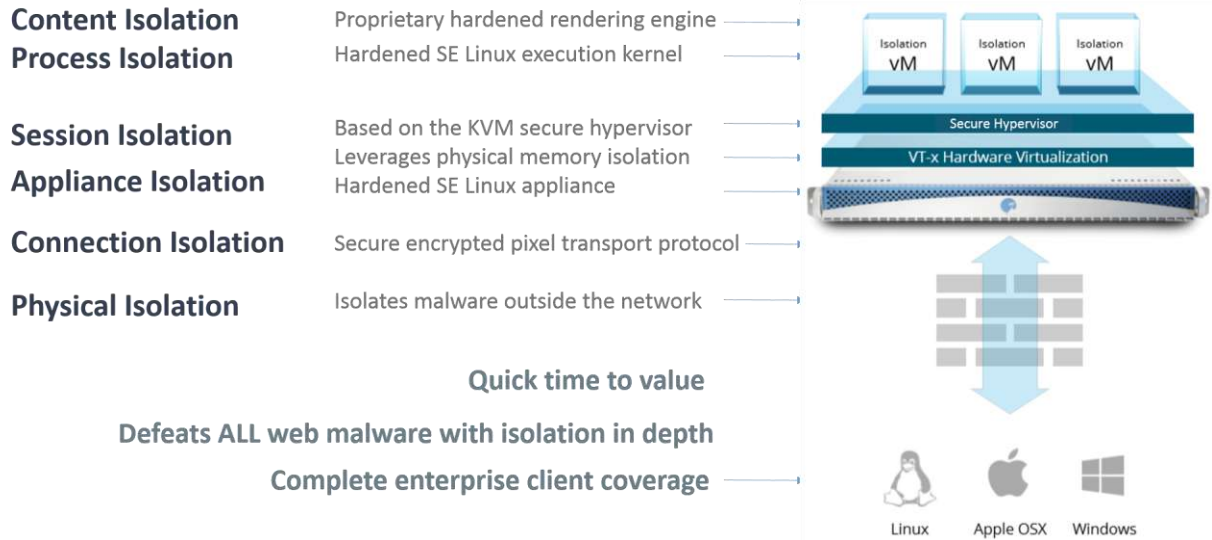 Content Isolation
Proprietary hardened rendering engine
Process Isolation
Hardened SE Linux execution kernel
Session Isolation
Based on the KVM secure hypervisor
Leverages physical memory isolation
Appliance Isolation
Hardened SE Linux appliance
Connection Isolation
Secure encrypted pixel transport protocol
Physical Isolation
Isolates malware outside the network
Quick time to value
Defeats ALL web malware with isolation in depth
Complete enterprise client coverage
Isolation
vM
Isolation
vM
Isolation
vM
Secure Hypervisor
VT-x Hardware Virtualization
Linux
Apple OSX
Windows